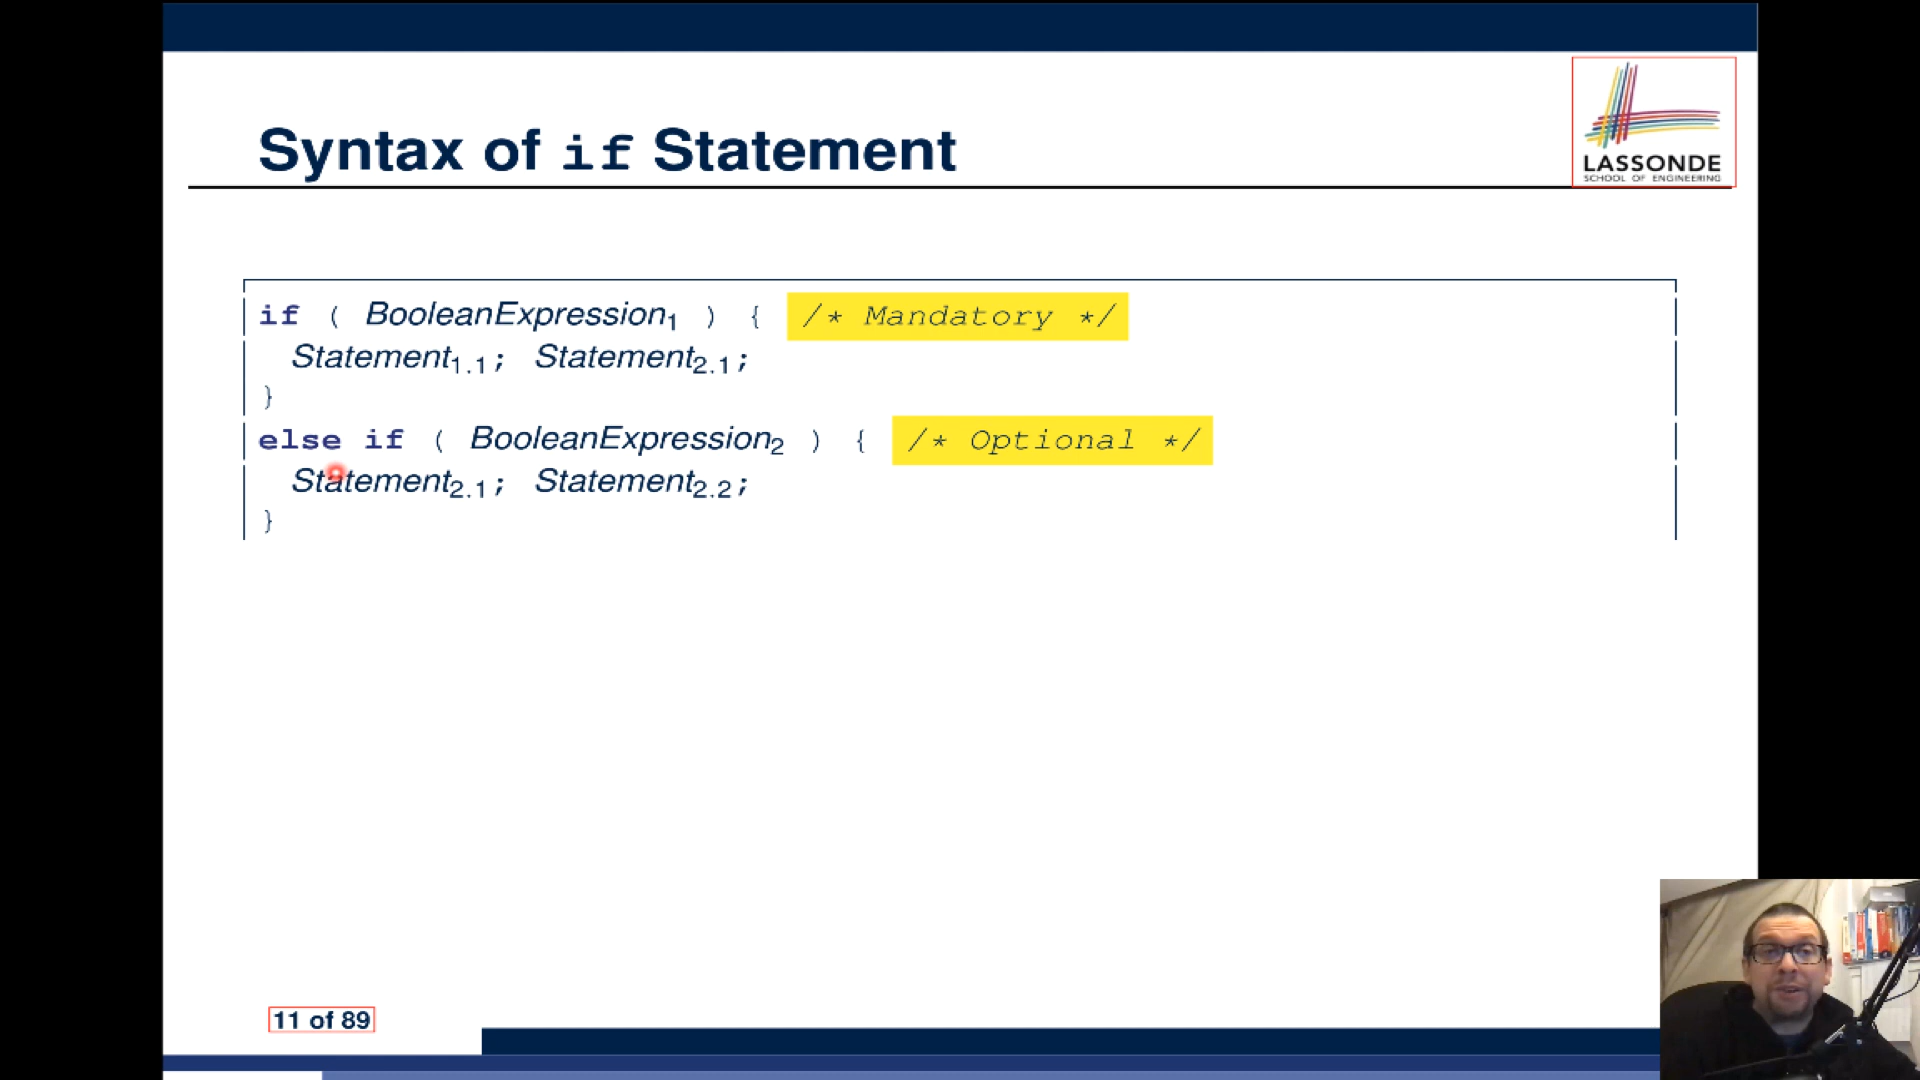 LASSONDE
SCHOOL OF ENGINEERING
Syntax of if Statement
if ( BooleanExpression₁ ) { /* Mandatory */
Statement₁.₁; Statement₂.₁;
}
else if ( BooleanExpression₂ ) { /* Optional */
Statement₂.₁; Statement₂.₂;
}
11 of 89